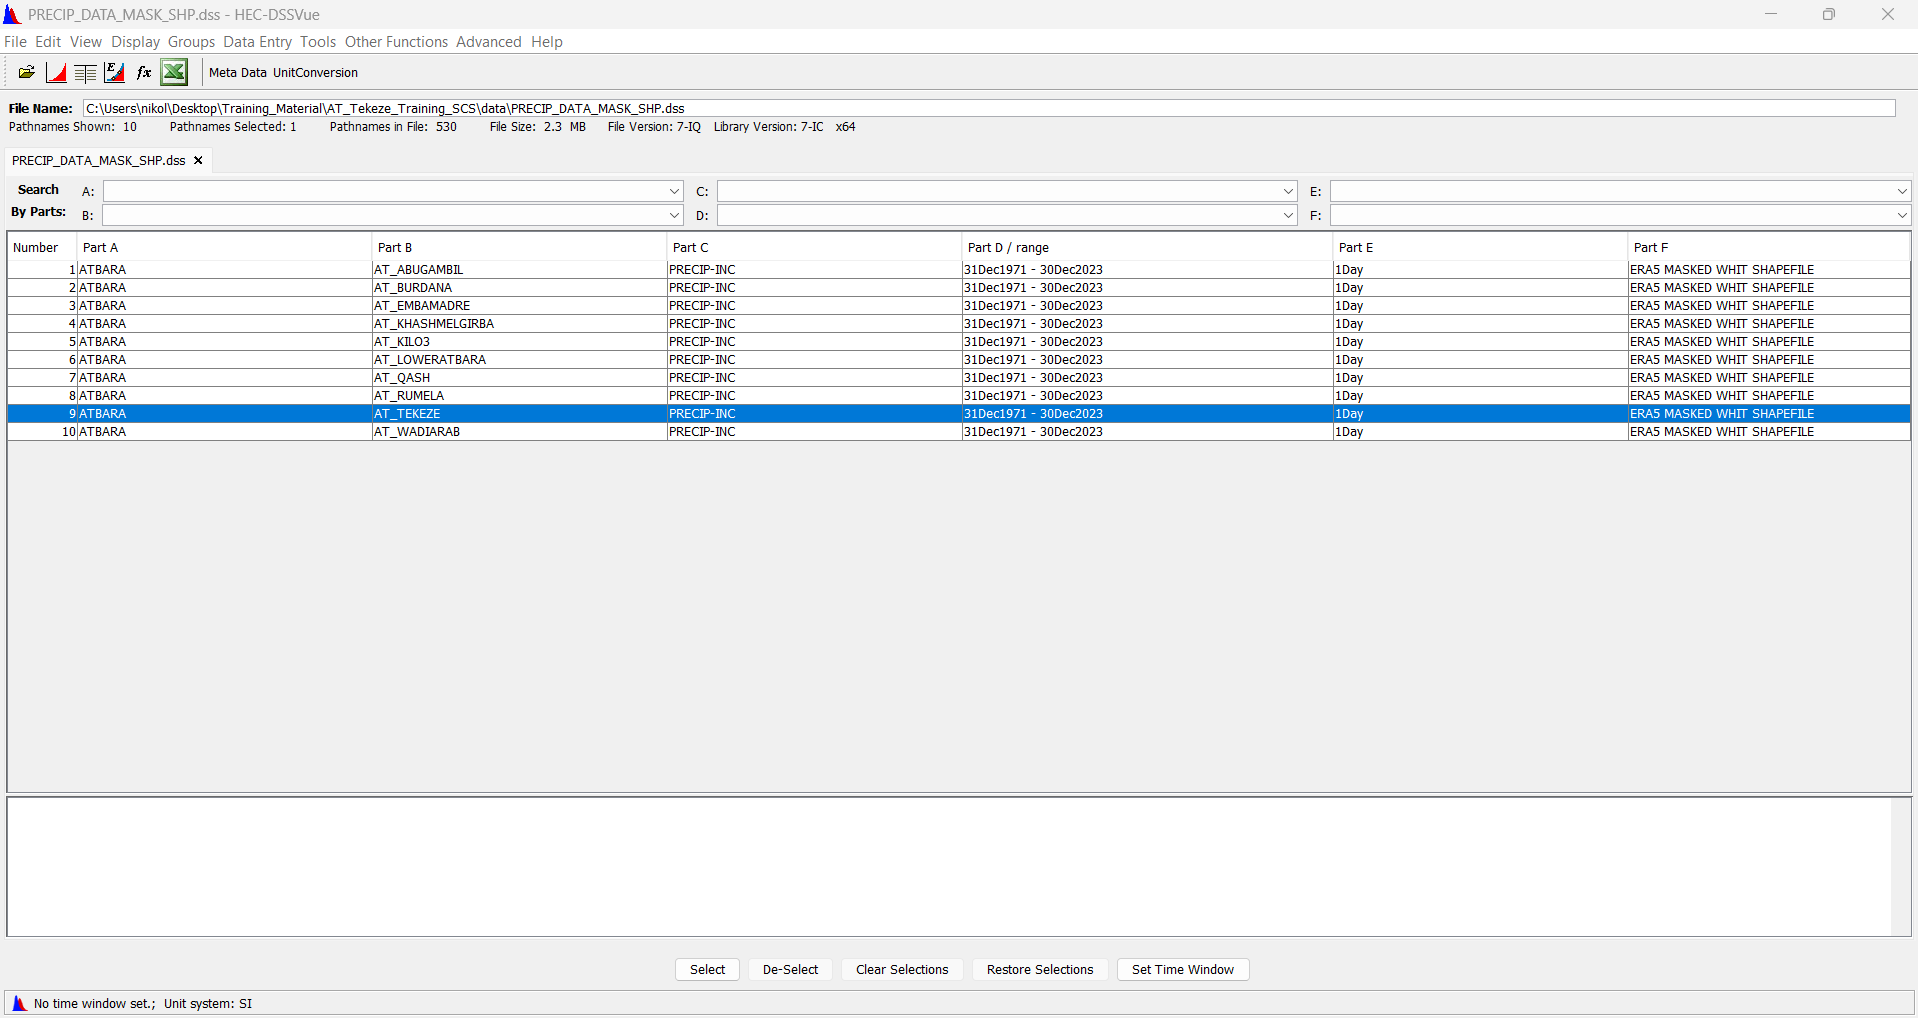 PRECIP_DATA_MASK_SHP.dss - HEC-DSSVue
File Edit View Display Groups Data Entry Tools Other Functions Advanced Help
E fx Meta Data UnitConversion
File Name: C:\Users\nikol\Desktop\Training_Material\AT_Tekeze_Training_SCS\data\PRECIP_DATA_MASK_SHP.dss
Pathnames Shown: 10 Pathnames Selected: 1 Pathnames in File: 530 File Size: 2.3 MB File Version: 7-IQ Library Version: 7-IC x64
PRECIP_DATA_MASK_SHP.dss
Search A: C: E:
By Parts: B: D: F:
Number Part A Part B Part C Part D / range Part E Part F
1 ATBARA AT_ABUGAMBIL PRECIP-INC 31Dec1971 - 30Dec2023 1Day ERA5 MASKED WHIT SHAPEFILE
2 ATBARA AT_BURDANA PRECIP-INC 31Dec1971 - 30Dec2023 1Day ERA5 MASKED WHIT SHAPEFILE
3 ATBARA AT_EMBAMADRE PRECIP-INC 31Dec1971 - 30Dec2023 1Day ERA5 MASKED WHIT SHAPEFILE
4 ATBARA AT_KHASHMELGIRBA PRECIP-INC 31Dec1971 - 30Dec2023 1Day ERA5 MASKED WHIT SHAPEFILE
5 ATBARA AT_KILO3 PRECIP-INC 31Dec1971 - 30Dec2023 1Day ERA5 MASKED WHIT SHAPEFILE
6 ATBARA AT_LOWERATBARA PRECIP-INC 31Dec1971 - 30Dec2023 1Day ERA5 MASKED WHIT SHAPEFILE
7 ATBARA AT_QASH PRECIP-INC 31Dec1971 - 30Dec2023 1Day ERA5 MASKED WHIT SHAPEFILE
8 ATBARA AT_RUMELA PRECIP-INC 31Dec1971 - 30Dec2023 1Day ERA5 MASKED WHIT SHAPEFILE
9 ATBARA AT_TEKEZE PRECIP-INC 31Dec1971 - 30Dec2023 1Day ERA5 MASKED WHIT SHAPEFILE
10 ATBARA AT_WADIARAB PRECIP-INC 31Dec1971 - 30Dec2023 1Day ERA5 MASKED WHIT SHAPEFILE
Select De-Select Clear Selections Restore Selections Set Time Window
No time window set.; Unit system: SI